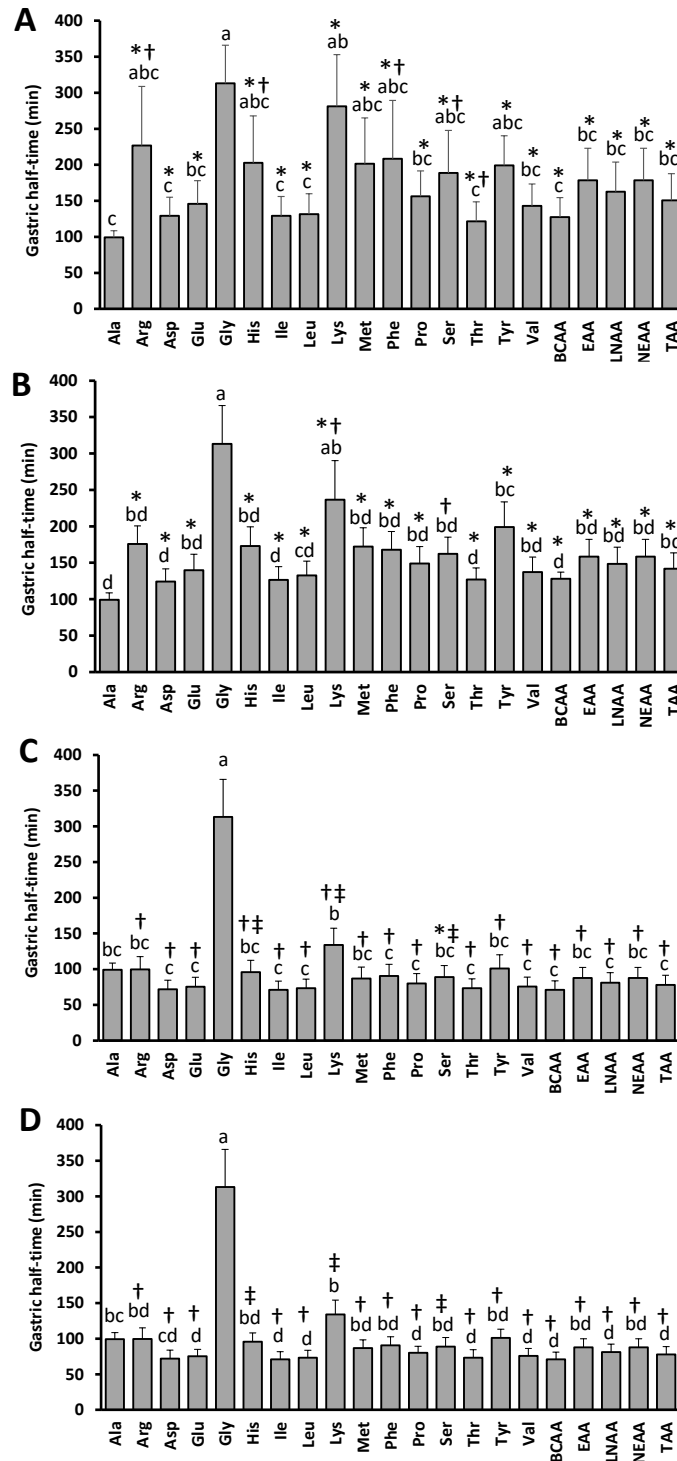 A
Gastric half-time (min)
400
350
300
250
200
150
100
50
0
c
*†
abc
*
c
*
bc
a
*†
abc
*
c
*
c
*
ab
*
abc
*†
abc
*
bc
*†
abc
*†
c
*
abc
*
bc
*
c
*
bc
*
bc
*
bc
*
bc
Ala Arg Asp Glu Gly His Ile Leu Lys Met Phe Pro Ser Thr Tyr Val BCAA EAA LNAA NEAA TAA
B
Gastric half-time (min)
400
350
300
250
200
150
100
50
0
d
*
bd
*
d
*
bd
a
*
bd
*
d
*
cd
*†
ab
*
bd
*
bd
*
bd
†
bd
*
d
*
bc
*
bd
*
d
*
bd
*
bd
*
bd
*
bd
Ala Arg Asp Glu Gly His Ile Leu Lys Met Phe Pro Ser Thr Tyr Val BCAA EAA LNAA NEAA TAA
C
Gastric half-time (min)
400
350
300
250
200
150
100
50
0
bc
†
bc
†
c
†
c
a
†‡
bc
†
c
†
c
†‡
b
†
bc
†
c
†
c
*‡
bc
†
c
†
bc
†
c
†
c
†
bc
†
c
†
bc
†
c
Ala Arg Asp Glu Gly His Ile Leu Lys Met Phe Pro Ser Thr Tyr Val BCAA EAA LNAA NEAA TAA
D
Gastric half-time (min)
400
350
300
250
200
150
100
50
0
bc
†
bd
†
cd
†
d
a
‡
bd
†
d
†
d
‡
b
†
bd
†
bd
†
d
‡
bd
†
d
†
bd
†
d
†
d
†
bd
†
d
†
bd
†
d
Ala Arg Asp Glu Gly His Ile Leu Lys Met Phe Pro Ser Thr Tyr Val BCAA EAA LNAA NEAA TAA